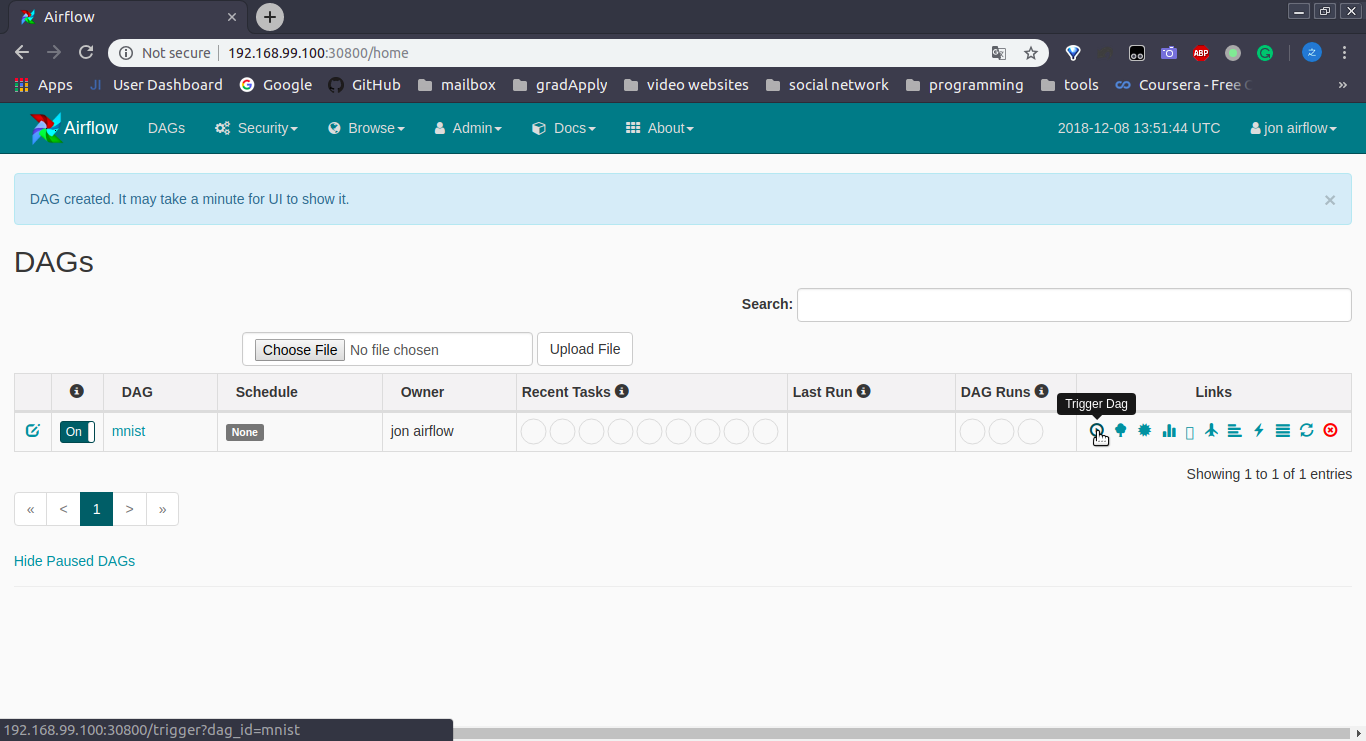 Airflow
Not secure 192.168.99.100:30800/home
ABP
之
Apps JI User Dashboard Google GitHub mailbox gradApply video websites social network programming tools Coursera - Free C »
Airflow DAGs Security Browse Admin Docs About 2018-12-08 13:51:44 UTC jon airflow
DAG created. It may take a minute for UI to show it. ×
DAGs
Search:
Choose File No file chosen Upload File
DAG Schedule Owner Recent Tasks Last Run DAG Runs Links
Trigger Dag
On mnist None jon airflow
Showing 1 to 1 of 1 entries
« < 1 > »
Hide Paused DAGs
192.168.99.100:30800/trigger?dag_id=mnist